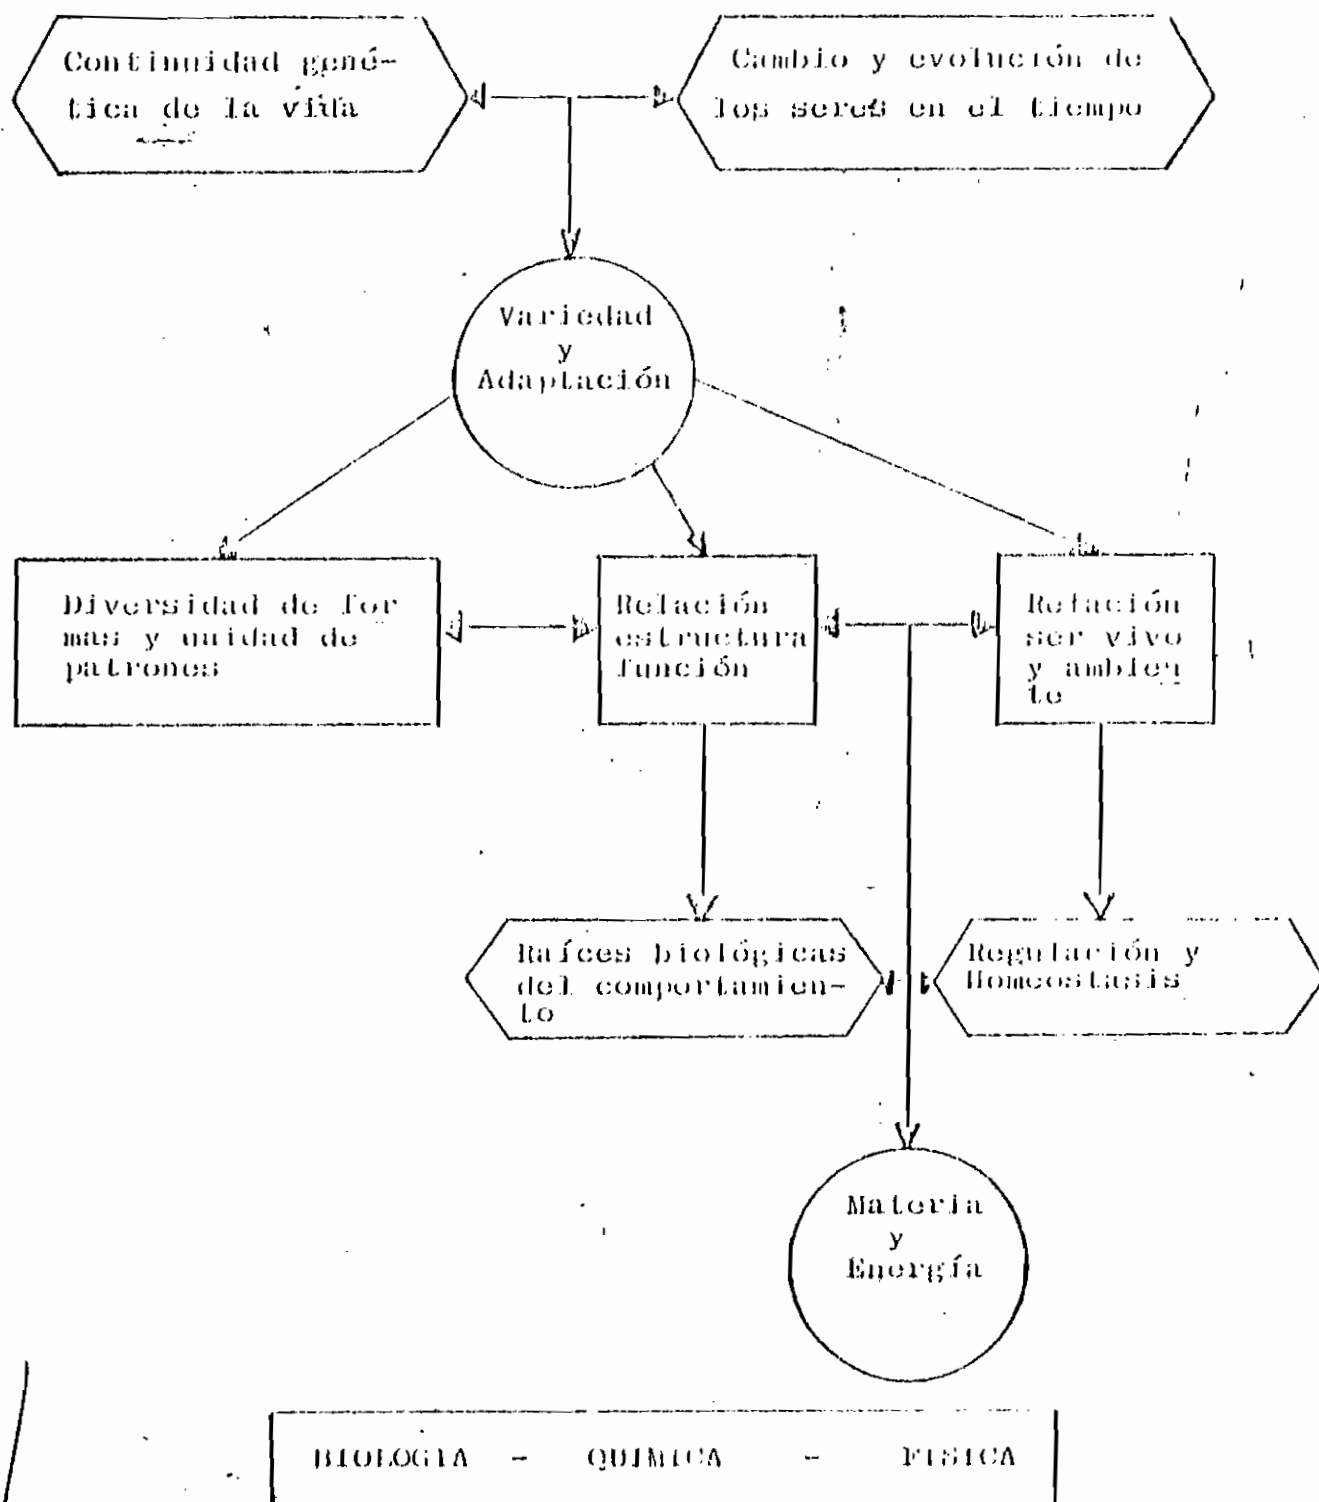 Continuidad gené-
tica de la vida
Cambio y evolución de
los seres en el tiempo
Variedad
y
Adaptación
Diversidad de for
mas y unidad de
patrones
Relación
estructura
función
Relación
ser vivo
y ambien
te
Raíces biológicas
del comportamien-
to
Regulación y
Homeostasis
Materia
y
Energía
BIOLOGIA - QUIMICA - FISICA